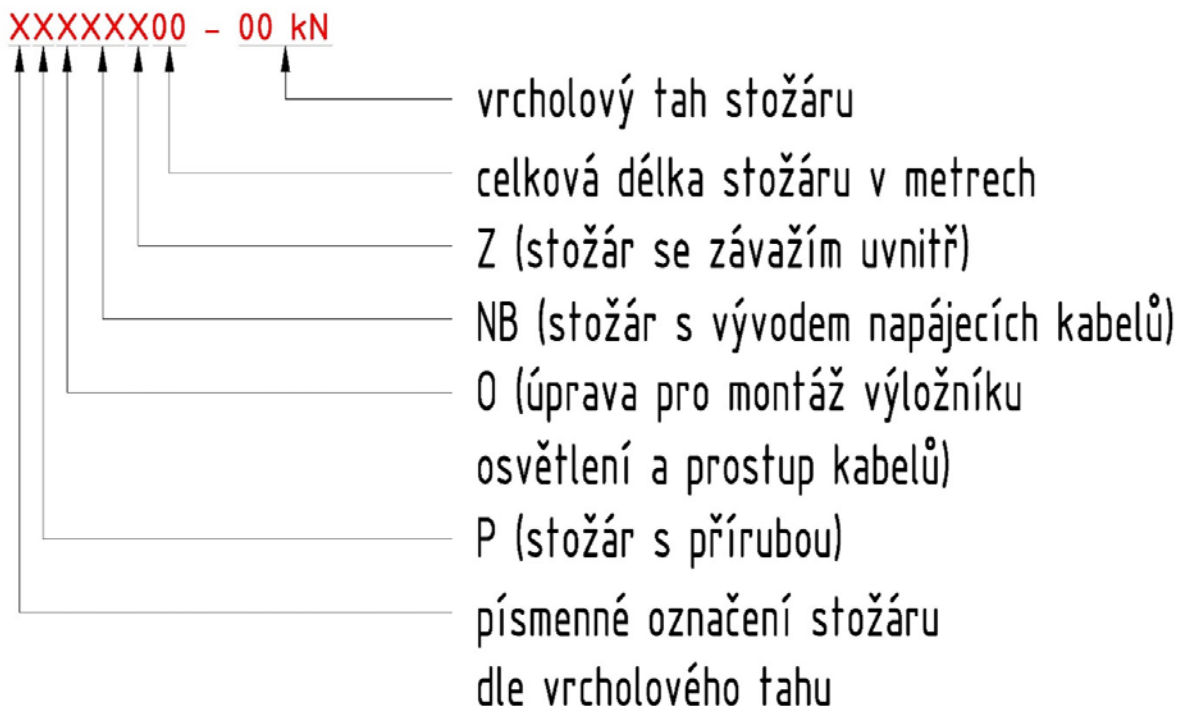 XXXXXX00 - 00 kN
vrcholový tah stožáru
celková délka stožáru v metrech
Z (stožár se závažím uvnitř)
NB (stožár s vývodem napájecích kabelů)
O (úprava pro montáž výložníku
osvětlení a prostup kabelů)
P (stožár s přírubou)
písmenné označení stožáru
dle vrcholového tahu